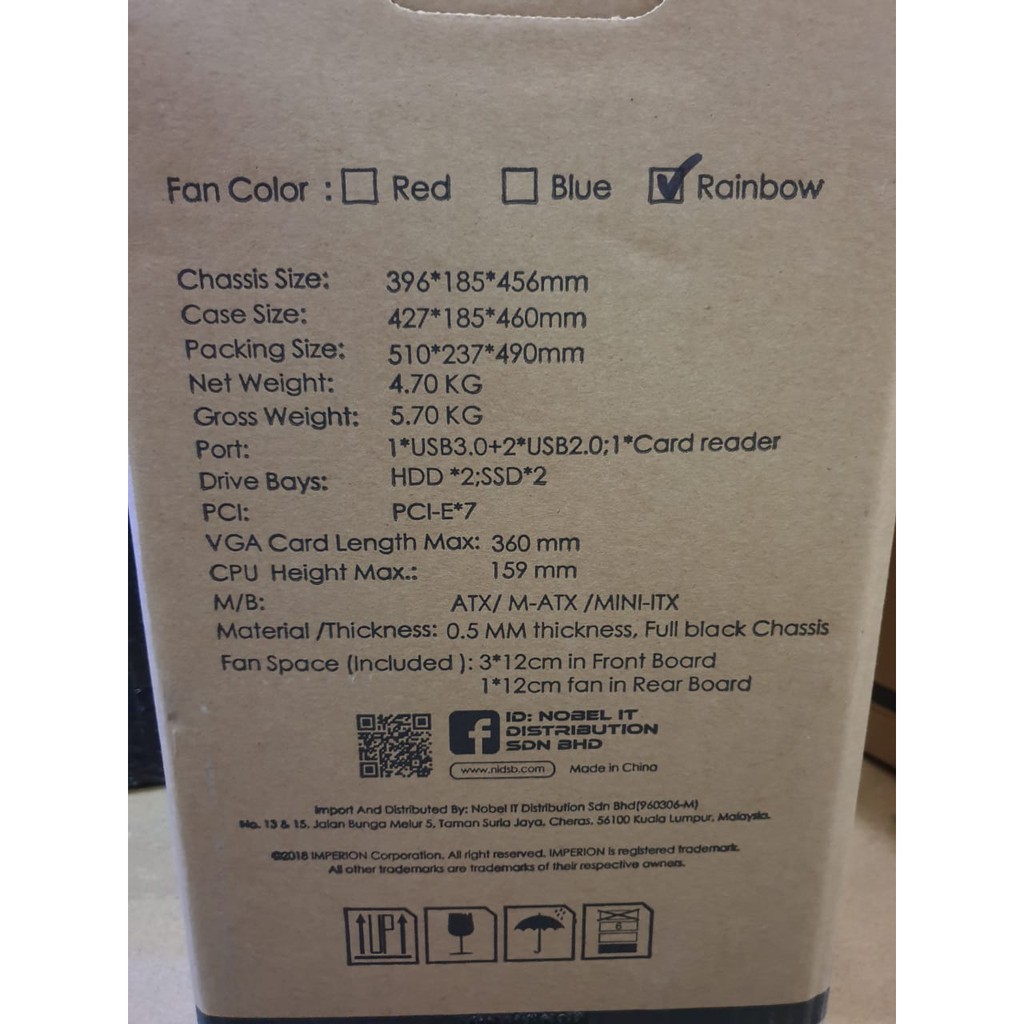 Fan Color : Red Blue Rainbow
Chassis Size: 396*185*456mm
Case Size: 427*185*460mm
Packing Size: 510*237*490mm
Net Weight: 4.70 KG
Gross Weight: 5.70 KG
Port: 1*USB3.0+2*USB2.0;1*Card reader
Drive Bays: HDD *2;SSD*2
PCI: PCI-E*7
VGA Card Length Max: 360 mm
CPU Height Max.: 159 mm
M/B: ATX/ M-ATX /MINI-ITX
Material /Thickness: 0.5 MM thickness, Full black Chassis
Fan Space (Included ): 3*12cm in Front Board
1*12cm fan in Rear Board
f ID: NOBEL IT
DISTRIBUTION
SDN BHD
www.nidsb.com Made in China
Import And Distributed By: Nobel IT Distribution Sdn Bhd(960306-M)
No. 13 & 15, Jalan Bunga Melur 5, Taman Suria Jaya, Cheras. 56100 Kuala Lumpur, Malaysia.
©2018 IMPERION Corporation. All right reserved. IMPERION is registered trademark.
All other trademarks are trademarks of their respective owners.
UP 6